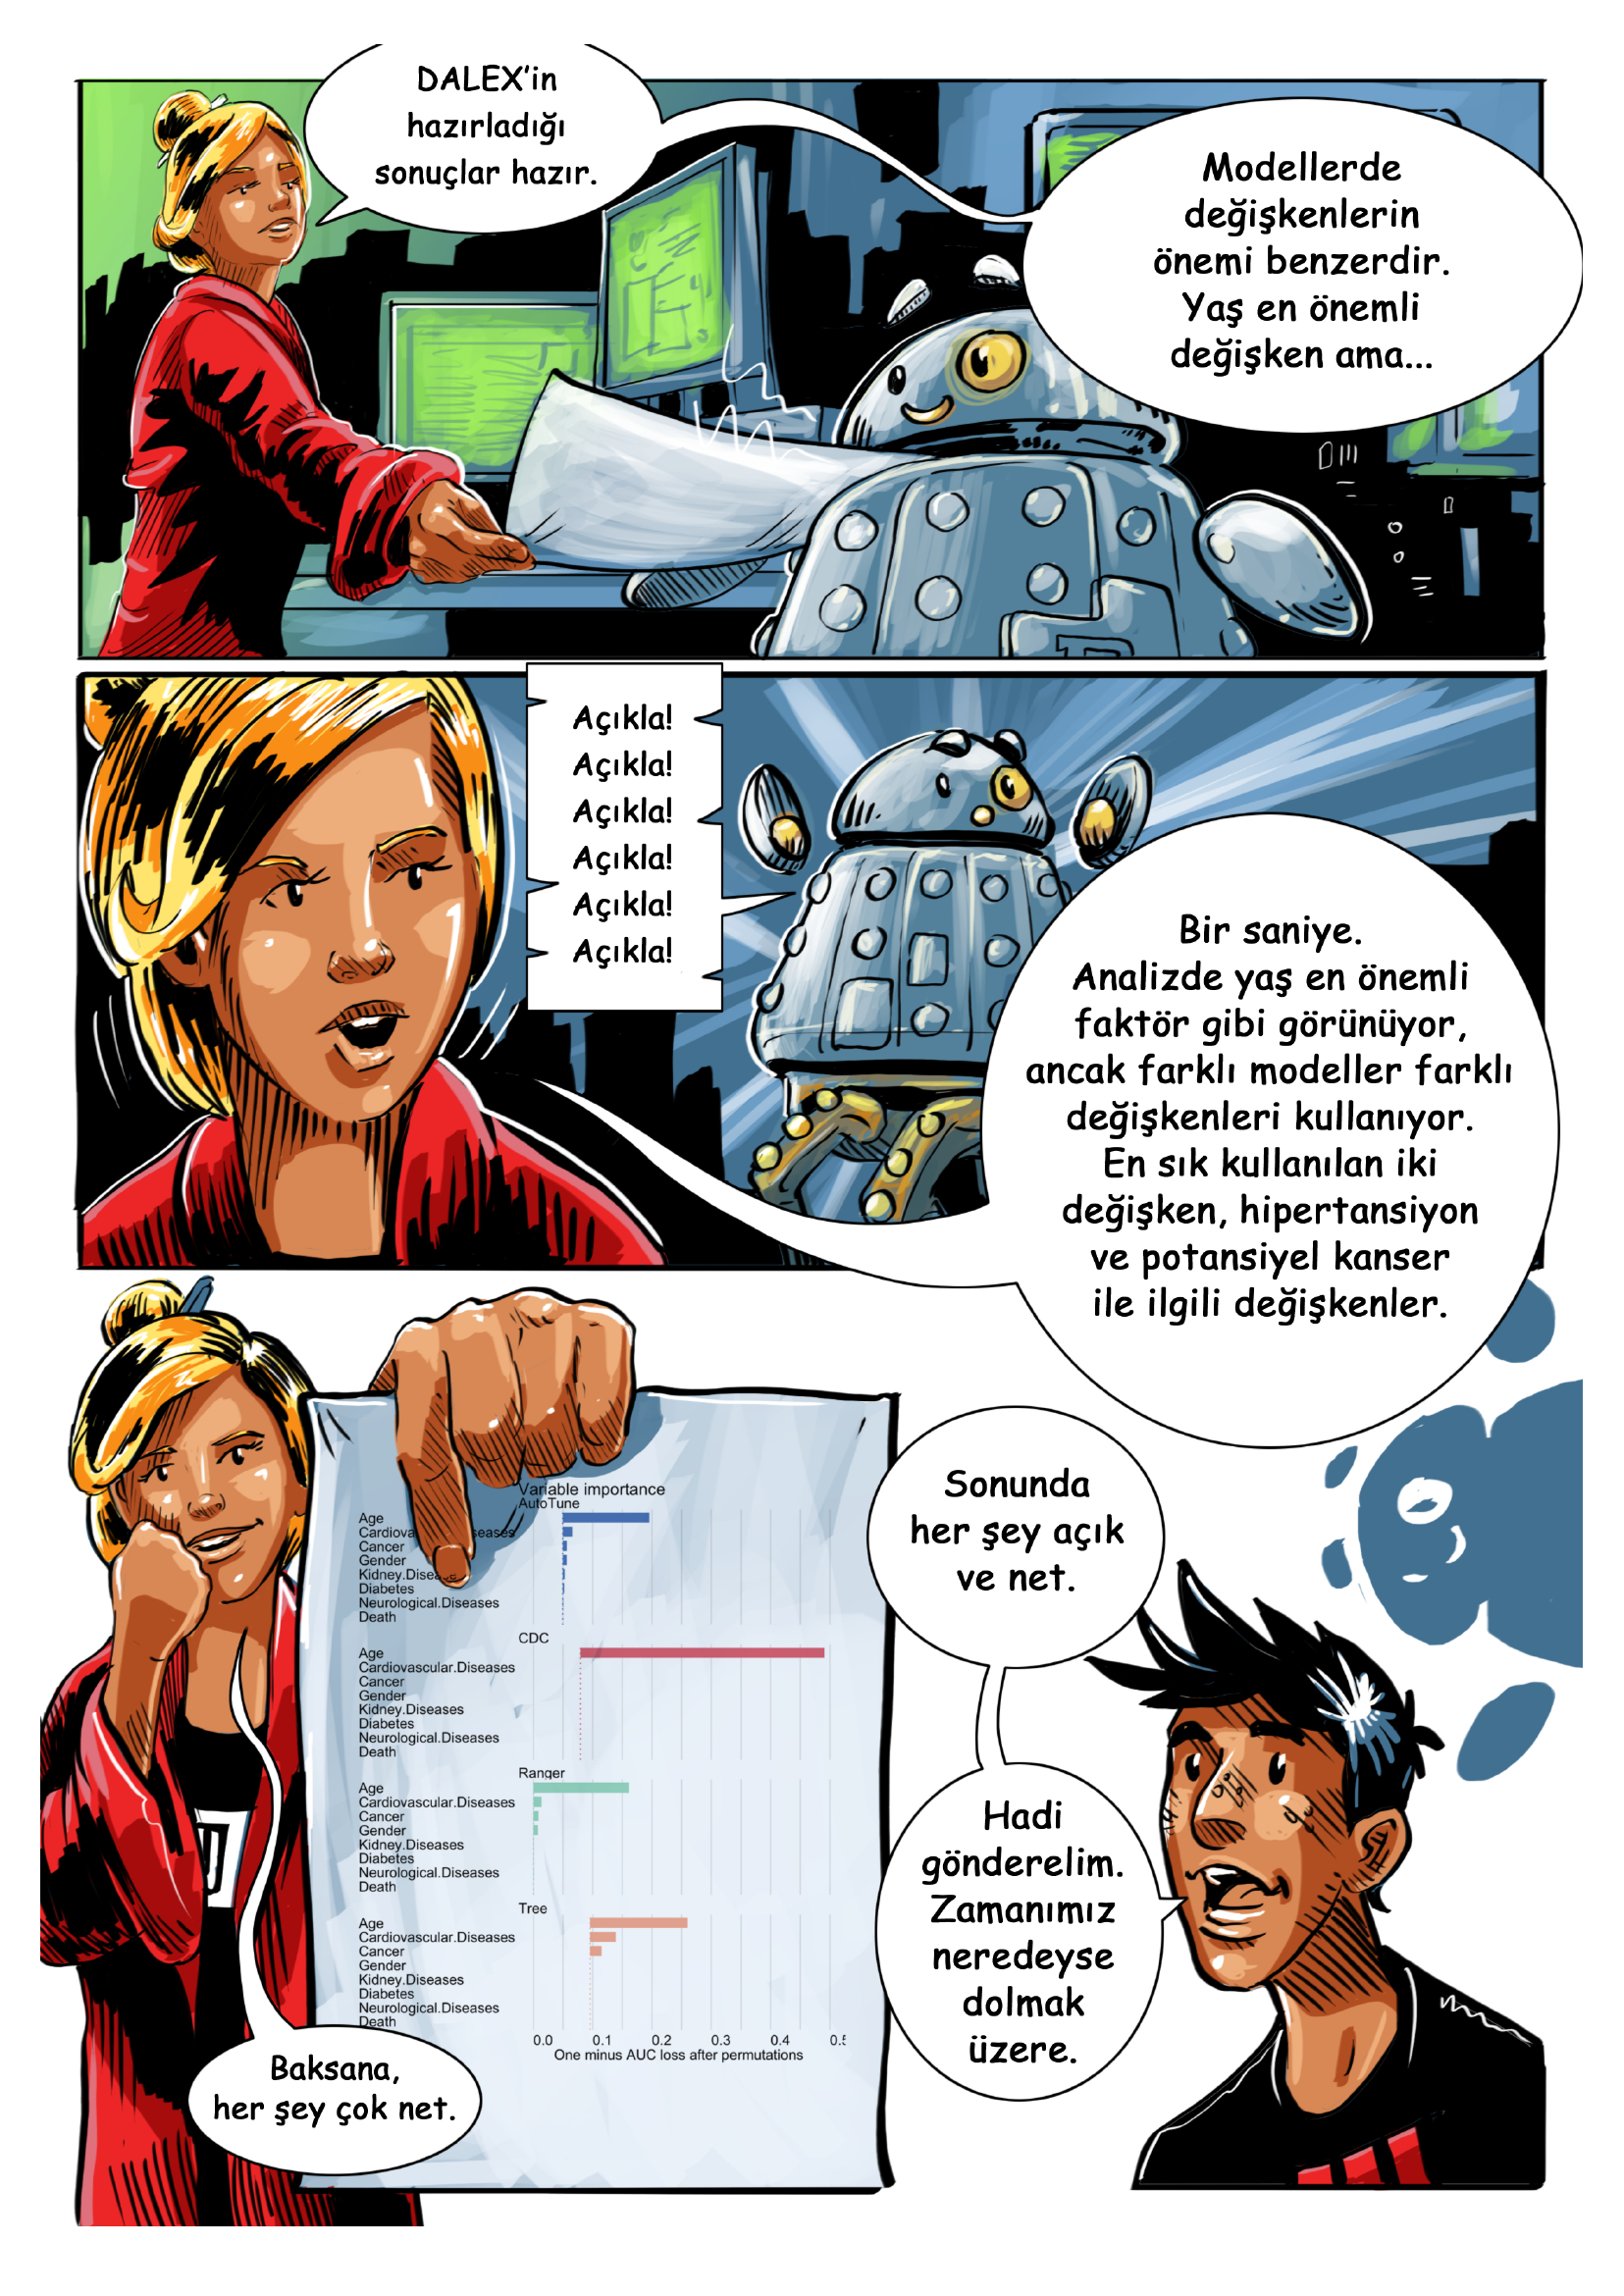 DALEX’in
hazırladığı
sonuçlar hazır.
Modellerde
değişkenlerin
önemi benzerdir.
Yaş en önemli
değişken ama...
Açıkla!
Açıkla!
Açıkla!
Açıkla!
Açıkla!
Açıkla!
Bir saniye.
Analizde yaş en önemli
faktör gibi görünüyor,
ancak farklı modeller farklı
değişkenleri kullanıyor.
En sık kullanılan iki
değişken, hipertansiyon
ve potansiyel kanser
ile ilgili değişkenler.
Variable importance
AutoTune
Age
Cardiova seases
Cancer
Gender
Kidney.Disea
Diabetes
Neurological.Diseases
Death
CDC
Age
Cardiovascular.Diseases
Cancer
Gender
Kidney.Diseases
Diabetes
Neurological.Diseases
Death
Ranger
Age
Cardiovascular.Diseases
Cancer
Gender
Kidney.Diseases
Diabetes
Neurological.Diseases
Death
Tree
Age
Cardiovascular.Diseases
Cancer
Gender
Kidney.Diseases
Diabetes
Neurological.Diseases
Death
0.0 0.1 0.2 0.3 0.4 0.5
One minus AUC loss after permutations
Baksana,
her şey çok net.
Sonunda
her şey açık
ve net.
Hadi
gönderelim.
Zamanımız
neredeyse
dolmak
üzere.